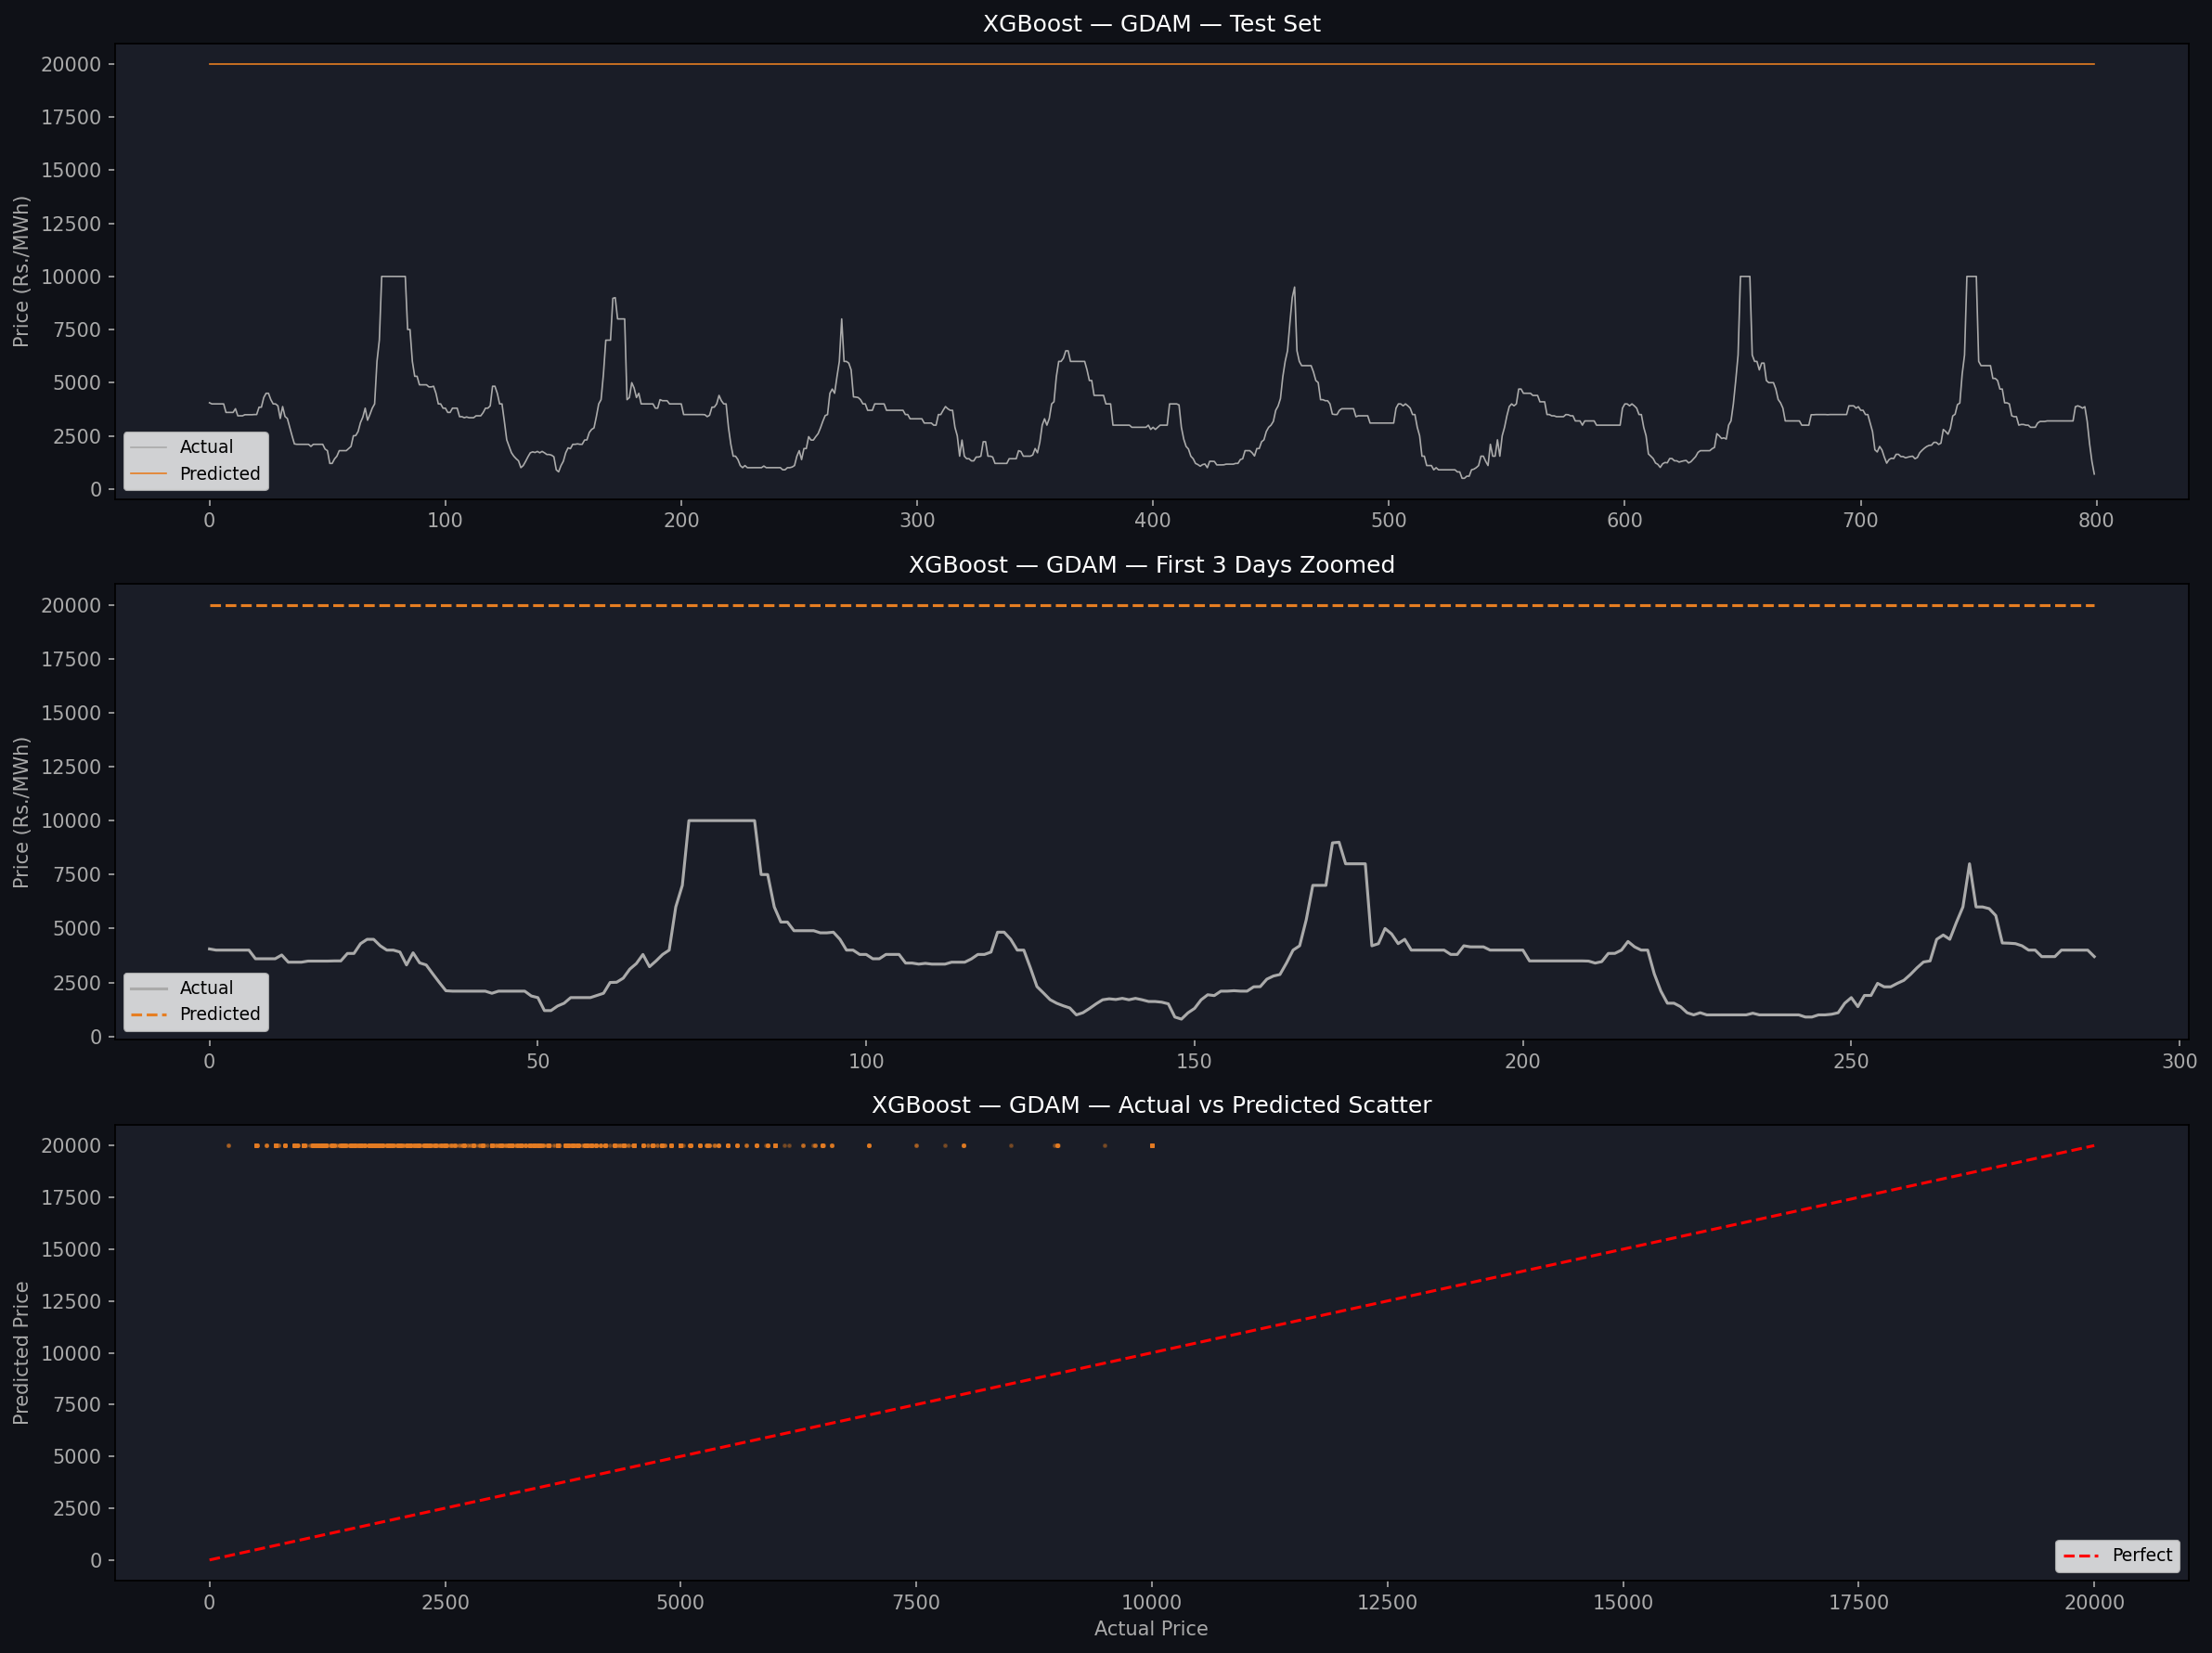 XGBoost — GDAM — Test Set
Price (Rs./MWh)
20000
17500
15000
12500
10000
7500
5000
2500
0
Actual
Predicted
0 100 200 300 400 500 600 700 800
XGBoost — GDAM — First 3 Days Zoomed
Price (Rs./MWh)
20000
17500
15000
12500
10000
7500
5000
2500
0
Actual
Predicted
0 50 100 150 200 250 300
XGBoost — GDAM — Actual vs Predicted Scatter
Predicted Price
20000
17500
15000
12500
10000
7500
5000
2500
0
Perfect
0 2500 5000 7500 10000 12500 15000 17500 20000
Actual Price